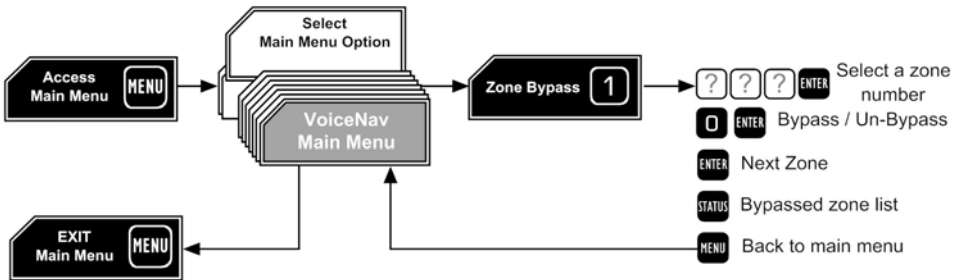 Select
Main Menu Option
Access
Main Menu
MENU
VoiceNav
Main Menu
Zone Bypass 1
? ? ? ENTER Select a zone
number
0 ENTER Bypass / Un-Bypass
ENTER Next Zone
STATUS Bypassed zone list
MENU Back to main menu
EXIT
Main Menu
MENU